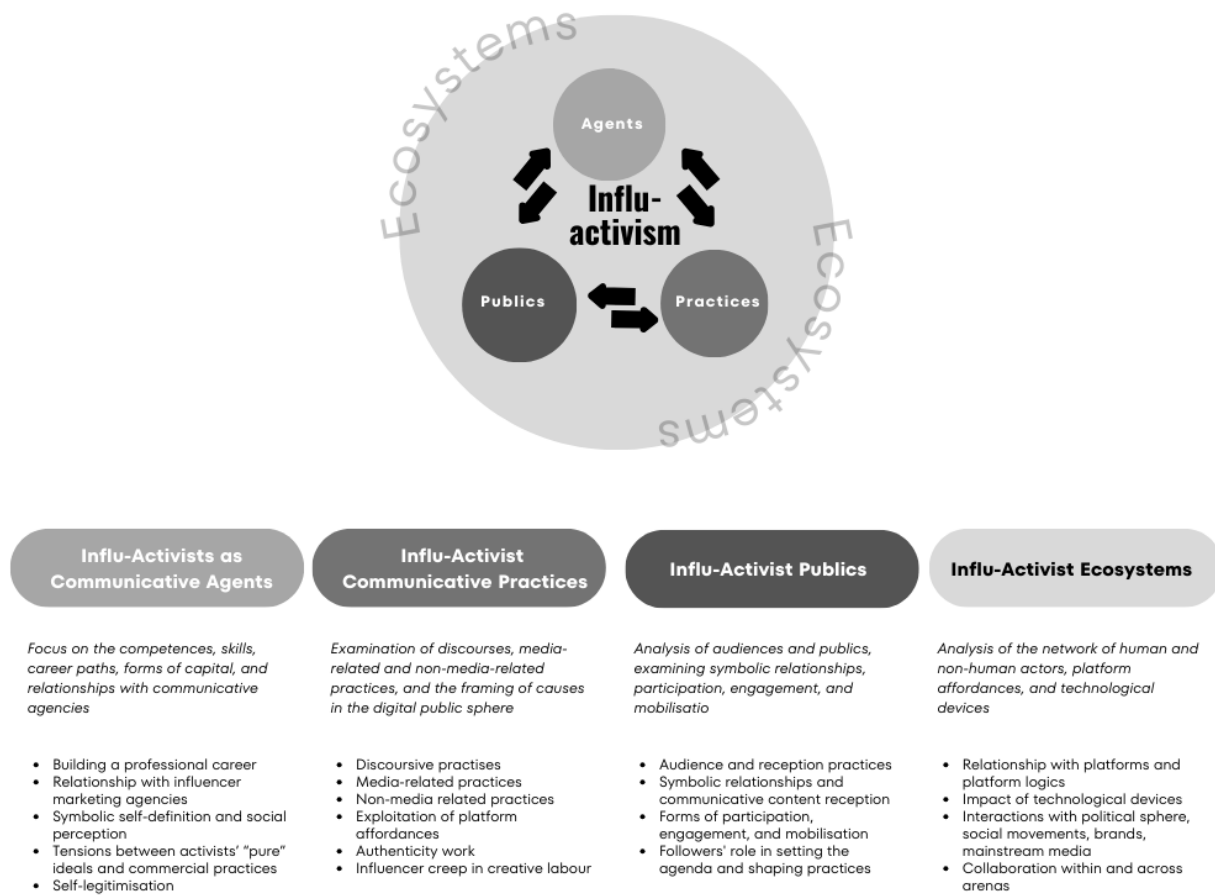 Ecosystems
Agents
Influ-
activism
Ecosystems
Publics
Practices
Influ-Activists as
Communicative Agents
Focus on the competences, skills,
career paths, forms of capital, and
relationships with communicative
agencies
• Building a professional career
• Relationship with influencer
marketing agencies
• Symbolic self-definition and social
perception
• Tensions between activists' “pure”
ideals and commercial practices
• Self-legitimisation
Influ-Activist
Communicative Practices
Examination of discourses, media-
related and non-media-related
practices, and the framing of causes
in the digital public sphere
• Discoursive practises
• Media-related practices
• Non-media related practices
• Exploitation of platform
affordances
• Authenticity work
• Influencer creep in creative labour
Influ-Activist Publics
Analysis of audiences and publics,
examining symbolic relationships,
participation, engagement, and
mobilisatio
• Audience and reception practices
• Symbolic relationships and
communicative content reception
• Forms of participation,
engagement, and mobilisation
• Followers' role in setting the
agenda and shaping practices
Influ-Activist Ecosystems
Analysis of the network of human and
non-human actors, platform
affordances, and technological
devices
• Relationship with platforms and
platform logics
• Impact of technological devices
• Interactions with political sphere,
social movements, brands,
mainstream media
• Collaboration within and across
arenas